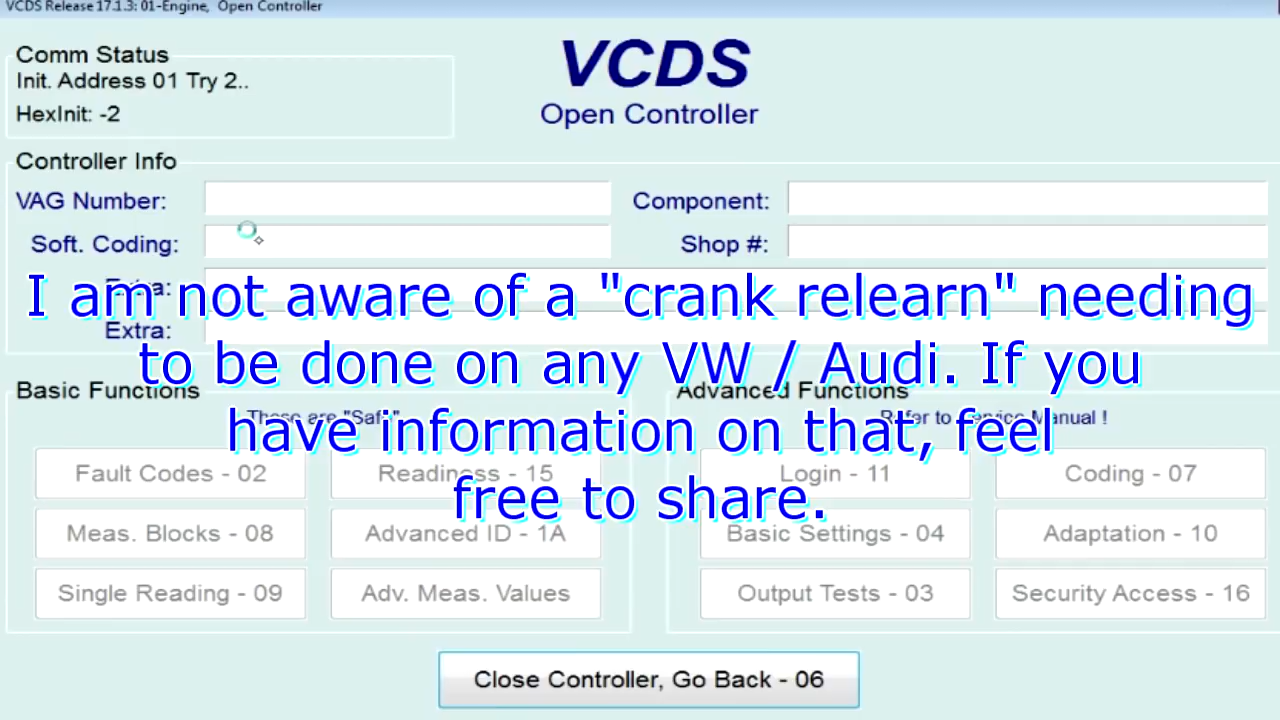 VCDS Release 17.1.3: 01-Engine, Open Controller
Comm Status
Init. Address 01 Try 2..
HexInit: -2
VCDS
Open Controller
Controller Info
VAG Number:
Component:
Soft. Coding:
Shop #:
Extra:
Extra:
I am not aware of a "crank relearn" needing
to be done on any VW / Audi. If you
have information on that, feel
free to share.
Basic Functions
These are "Safe"
Advanced Functions
Refer to Service Manual !
Fault Codes - 02
Readiness - 15
Login - 11
Coding - 07
Meas. Blocks - 08
Advanced ID - 1A
Basic Settings - 04
Adaptation - 10
Single Reading - 09
Adv. Meas. Values
Output Tests - 03
Security Access - 16
Close Controller, Go Back - 06